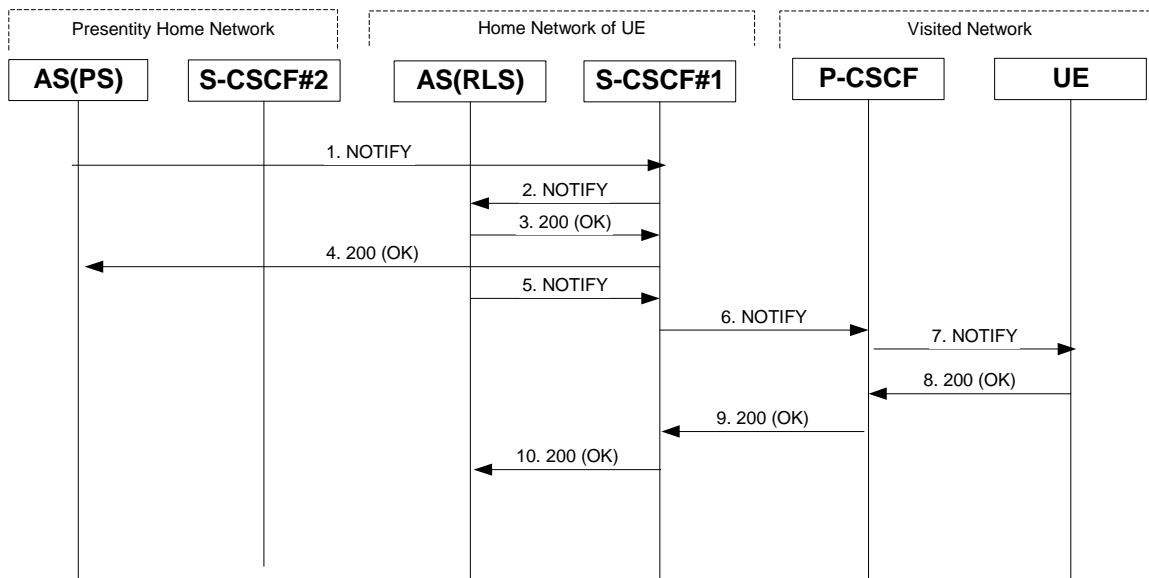 Presentity Home Network
Home Network of UE
Visited Network
AS(PS)
S-CSCF#2
AS(RLS)
S-CSCF#1
P-CSCF
UE
1. NOTIFY
2. NOTIFY
3. 200 (OK)
4. 200 (OK)
5. NOTIFY
6. NOTIFY
7. NOTIFY
8. 200 (OK)
9. 200 (OK)
10. 200 (OK)